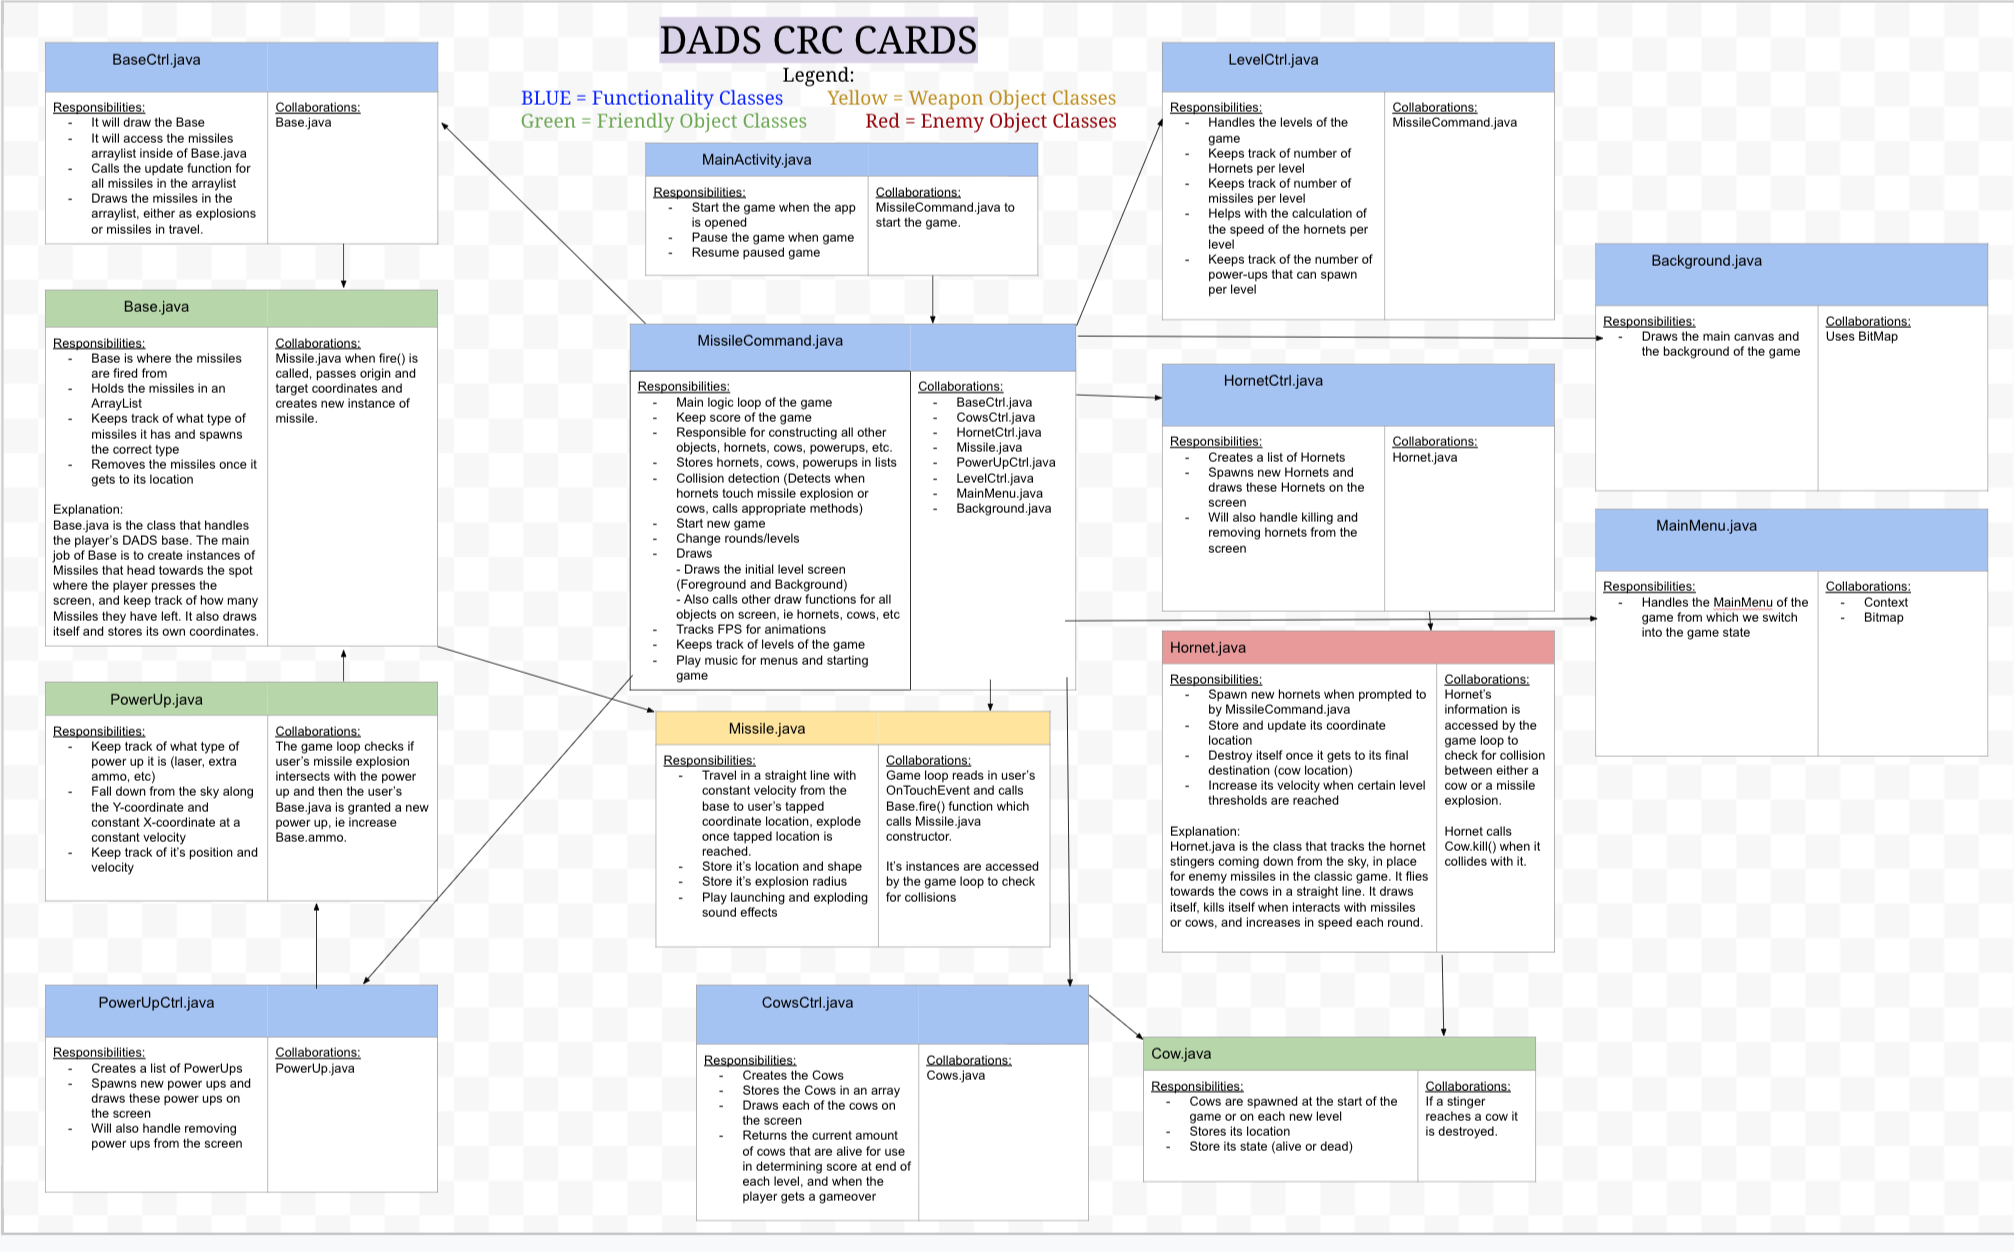 DADS CRC CARDS
Legend:
BLUE = Functionality Classes
Yellow = Weapon Object Classes
Green = Friendly Object Classes
Red = Enemy Object Classes
BaseCtrl.java
Responsibilities:
- It will draw the Base
- It will access the missiles
arraylist inside of Base.java
- Calls the update function for
all missiles in the arraylist
- Draws the missiles in the
arraylist, either as explosions
or missiles in travel.
Collaborations:
Base.java
Base.java
Responsibilities:
- Base is where the missiles
are fired from
- Holds the missiles in an
ArrayList
- Keeps track of what type of
missiles it has and spawns
the correct type
- Removes the missiles once it
gets to its location
Explanation:
Base.java is the class that handles
the player's DADS base. The main
job of Base is to create instances of
Missiles that head towards the spot
where the player presses the
screen, and keep track of how many
Missiles they have left. It also draws
itself and stores its own coordinates.
Collaborations:
Missile.java when fire() is
called, passes origin and
target coordinates and
creates new instance of
missile.
PowerUp.java
Responsibilities:
- Keep track of what type of
power up it is (laser, extra
ammo, etc)
- Fall down from the sky along
the Y-coordinate and
constant X-coordinate at a
constant velocity
- Keep track of it's position and
velocity
Collaborations:
The game loop checks if
user's missile explosion
intersects with the power
up and then the user's
Base.java is granted a new
power up, ie increase
Base.ammo.
PowerUpCtrl.java
Responsibilities:
- Creates a list of PowerUps
- Spawns new power ups and
draws these power ups on
the screen
- Will also handle removing
power ups from the screen
Collaborations:
PowerUp.java
MainActivity.java
Responsibilities:
- Start the game when the app
is opened
- Pause the game when game
- Resume paused game
Collaborations:
MissileCommand.java to
start the game.
MissileCommand.java
Responsibilities:
- Main logic loop of the game
- Keep score of the game
- Responsible for constructing all other
objects, hornets, cows, powerups, etc.
- Stores hornets, cows, powerups in lists
- Collision detection (Detects when
hornets touch missile explosion or
cows, calls appropriate methods)
- Start new game
- Change rounds/levels
- Draws
- Draws the initial level screen
(Foreground and Background)
- Also calls other draw functions for all
objects on screen, ie hornets, cows, etc
- Tracks FPS for animations
- Keeps track of levels of the game
- Play music for menus and starting
game
Collaborations:
- BaseCtrl.java
- CowsCtrl.java
- HornetCtrl.java
- Missile.java
- PowerUpCtrl.java
- LevelCtrl.java
- MainMenu.java
- Background.java
Missile.java
Responsibilities:
- Travel in a straight line with
constant velocity from the
base to user's tapped
coordinate location, explode
once tapped location is
reached.
- Store it's location and shape
- Store it's explosion radius
- Play launching and exploding
sound effects
Collaborations:
Game loop reads in user's
OnTouchEvent and calls
Base.fire() function which
calls Missile.java
constructor.
It's instances are accessed
by the game loop to check
for collisions
CowsCtrl.java
Responsibilities:
- Creates the Cows
- Stores the Cows in an array
- Draws each of the cows on
the screen
- Returns the current amount
of cows that are alive for use
in determining score at end of
each level, and when the
player gets a gameover
Collaborations:
Cows.java
LevelCtrl.java
Responsibilities:
- Handles the levels of the
game
- Keeps track of number of
Hornets per level
- Keeps track of number of
missiles per level
- Helps with the calculation of
the speed of the hornets per
level
- Keeps track of the number of
power-ups that can spawn
per level
Collaborations:
MissileCommand.java
HornetCtrl.java
Responsibilities:
- Creates a list of Hornets
- Spawns new Hornets and
draws these Hornets on the
screen
- Will also handle killing and
removing hornets from the
screen
Collaborations:
Hornet.java
Hornet.java
Responsibilities:
- Spawn new hornets when prompted to
by MissileCommand.java
- Store and update its coordinate
location
- Destroy itself once it gets to its final
destination (cow location)
- Increase its velocity when certain level
thresholds are reached
Explanation:
Hornet.java is the class that tracks the hornet
stingers coming down from the sky, in place
for enemy missiles in the classic game. It flies
towards the cows in a straight line. It draws
itself, kills itself when interacts with missiles
or cows, and increases in speed each round.
Collaborations:
Hornet's
information is
accessed by the
game loop to
check for collision
between either a
cow or a missile
explosion.
Hornet calls
Cow.kill() when it
collides with it.
Cow.java
Responsibilities:
- Cows are spawned at the start of the
game or on each new level
- Stores its location
- Store its state (alive or dead)
Collaborations:
If a stinger
reaches a cow it
is destroyed.
Background.java
Responsibilities:
- Draws the main canvas and
the background of the game
Collaborations:
Uses BitMap
MainMenu.java
Responsibilities:
- Handles the MainMenu of the
game from which we switch
into the game state
Collaborations:
- Context
- Bitmap